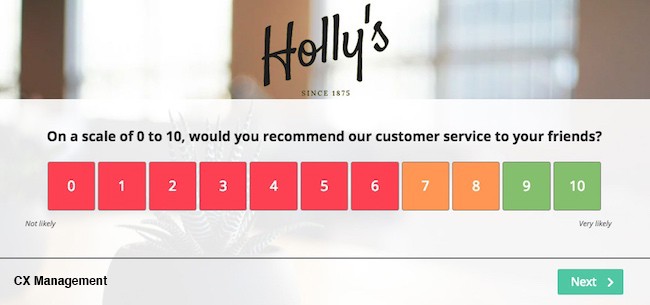 Holly's
SINCE 1875
On a scale of 0 to 10, would you recommend our customer service to your friends?
0 1 2 3 4 5 6 7 8 9 10
Not likely Very likely
CX Management Next